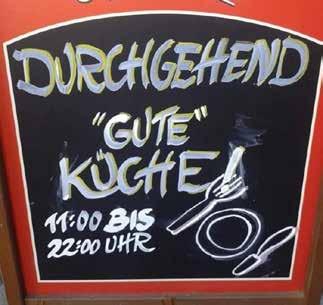 DURCHGEHEND
"GUTE"
KÜCHE!
11:00 BIS
22:00 UHR